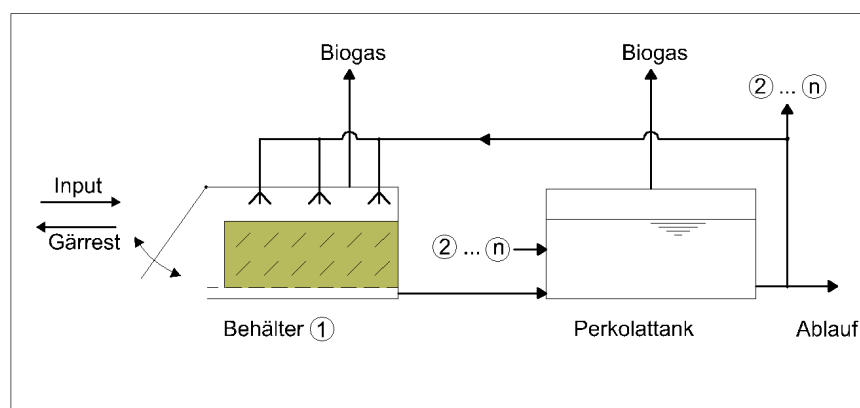 Biogas
Biogas
② ... ⓝ
Input
Gärrest
② ... ⓝ
Behälter ①
Perkolattank
Ablauf